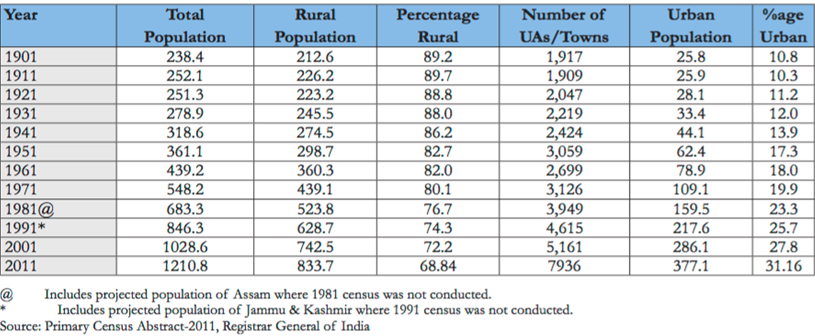 Year Total Population Rural Population Percentage Rural Number of UAs/Towns Urban Population %age Urban
1901 238.4 212.6 89.2 1,917 25.8 10.8
1911 252.1 226.2 89.7 1,909 25.9 10.3
1921 251.3 223.2 88.8 2,047 28.1 11.2
1931 278.9 245.5 88.0 2,219 33.4 12.0
1941 318.6 274.5 86.2 2,424 44.1 13.9
1951 361.1 298.7 82.7 3,059 62.4 17.3
1961 439.2 360.3 82.0 2,699 78.9 18.0
1971 548.2 439.1 80.1 3,126 109.1 19.9
1981@ 683.3 523.8 76.7 3,949 159.5 23.3
1991* 846.3 628.7 74.3 4,615 217.6 25.7
2001 1028.6 742.5 72.2 5,161 286.1 27.8
2011 1210.8 833.7 68.84 7936 377.1 31.16
@ Includes projected population of Assam where 1981 census was not conducted.
* Includes projected population of Jammu & Kashmir where 1991 census was not conducted.
Source: Primary Census Abstract-2011, Registrar General of India